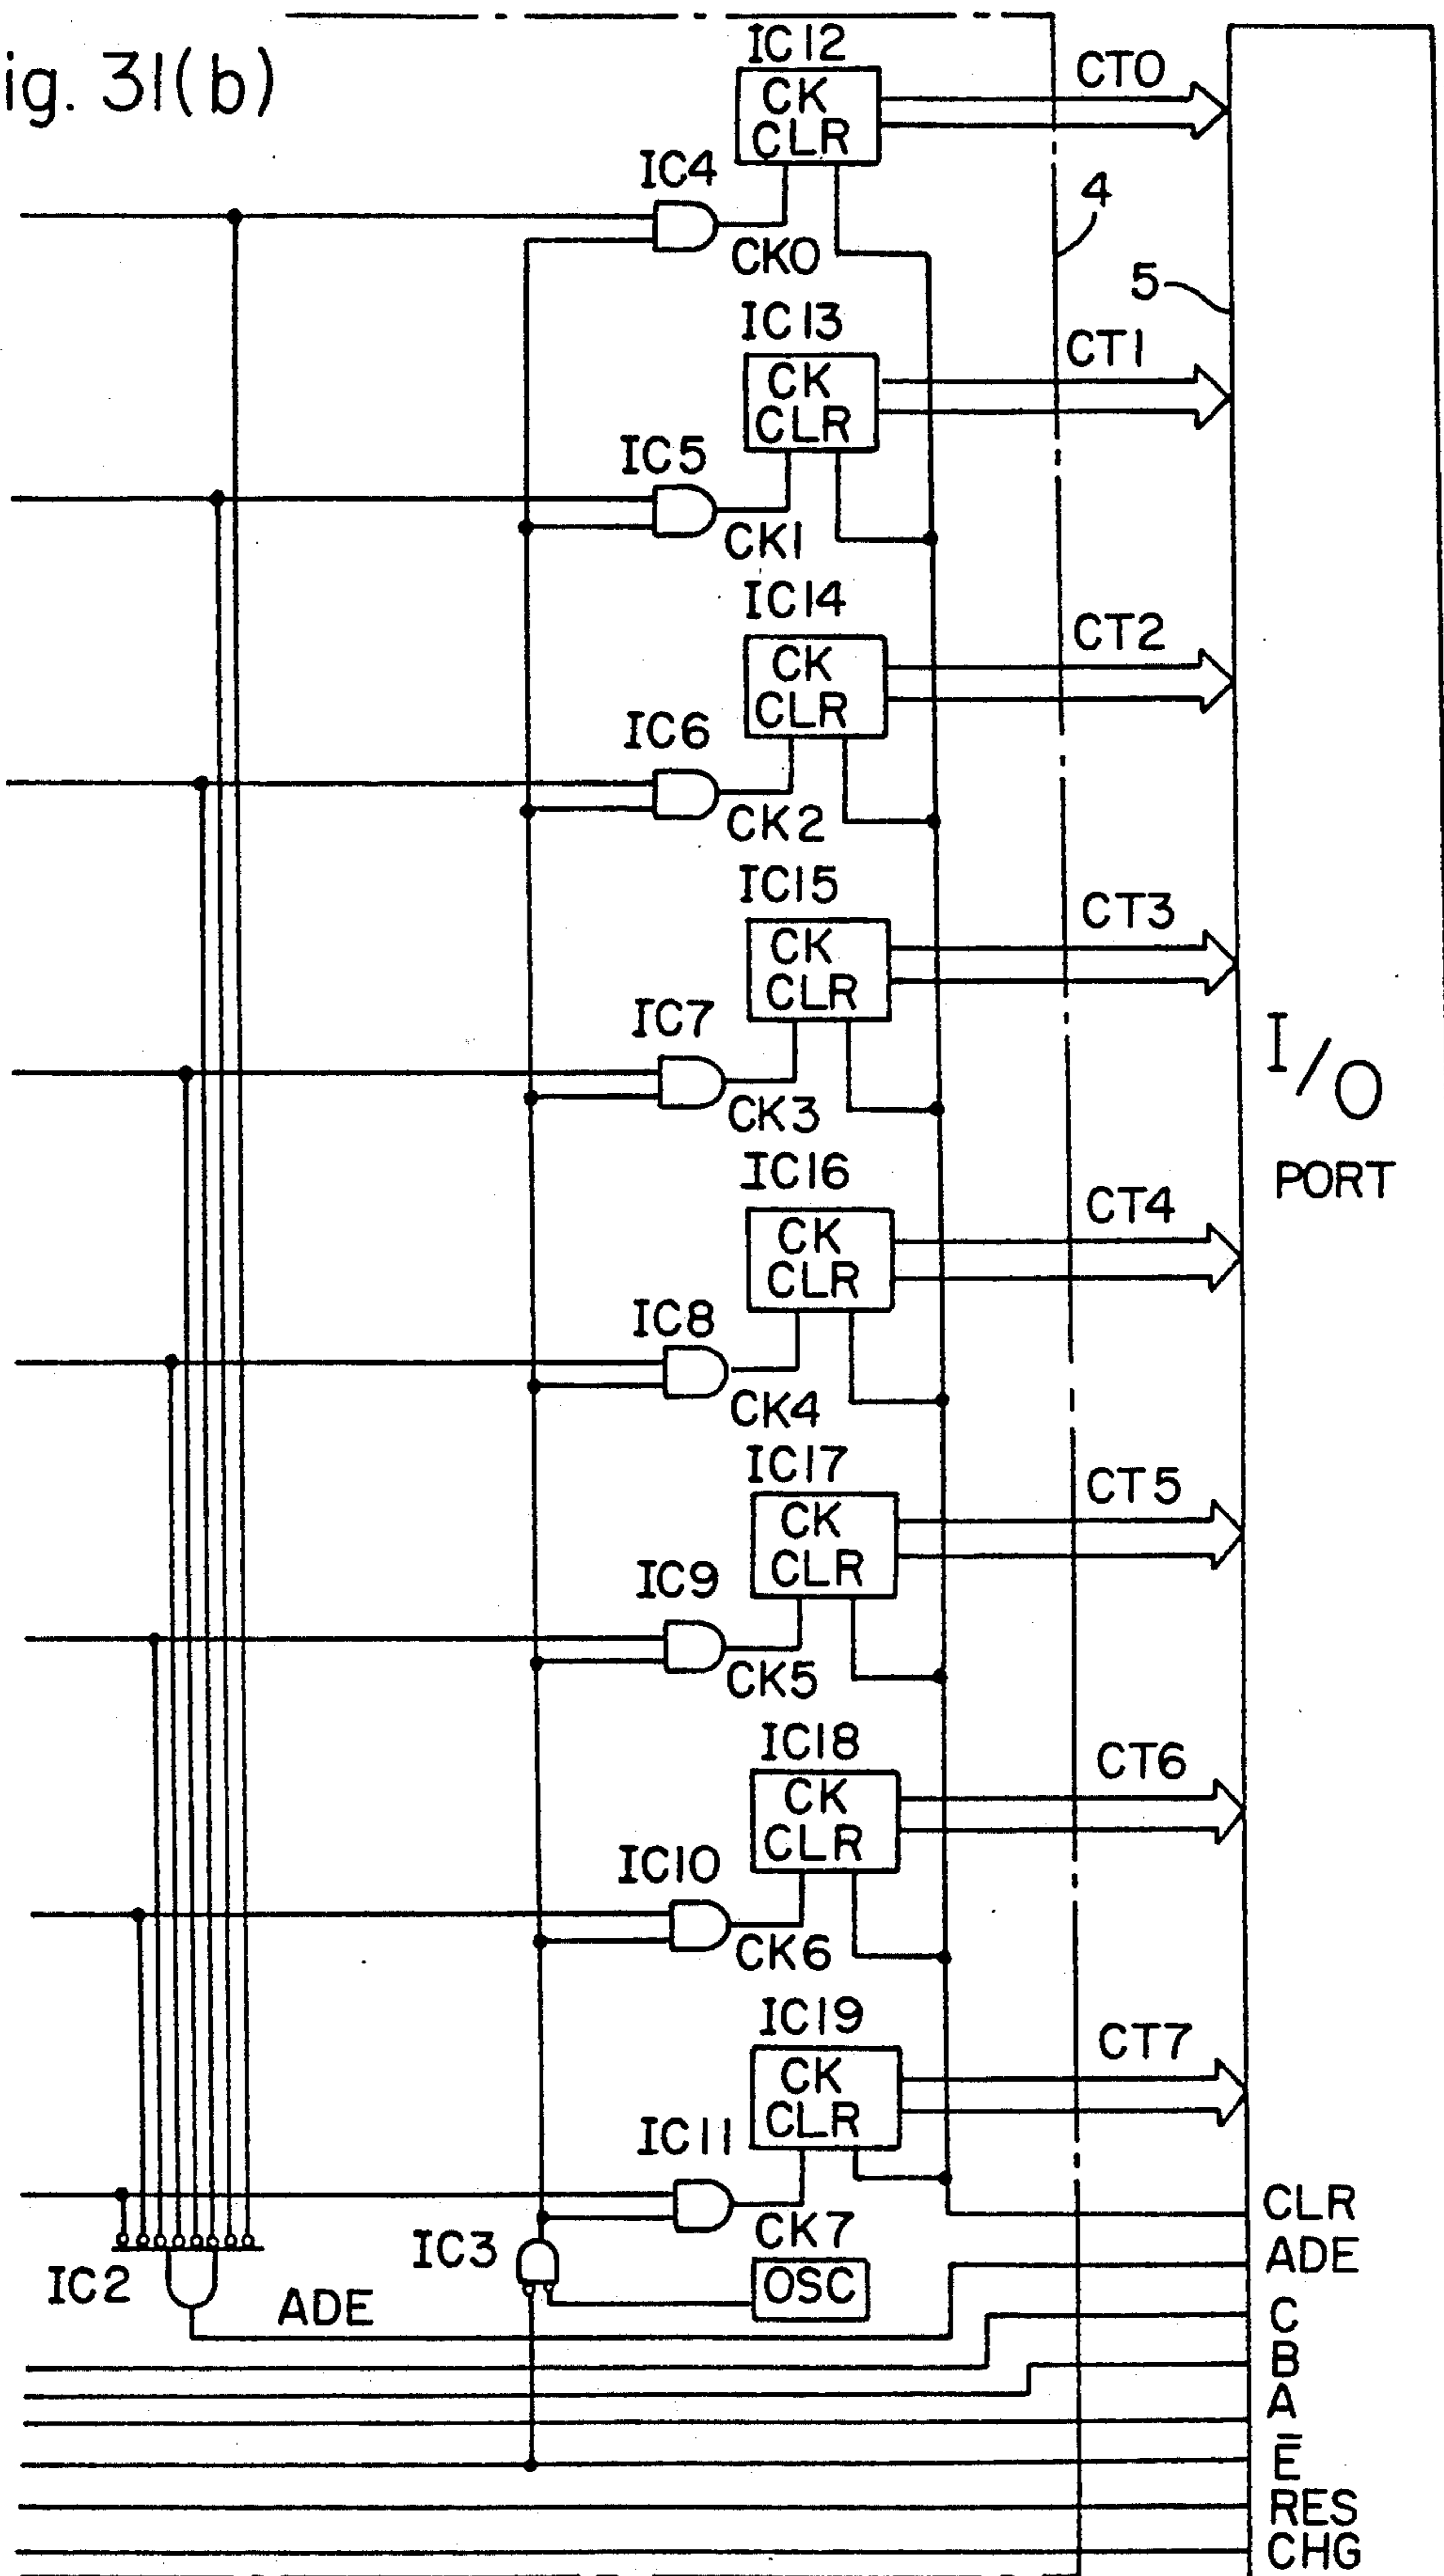 ig. 31(b)
IC12
CK
CLR
CT0
IC4
CK0
4
5
IC13
CK
CLR
CT1
IC5
CK1
IC14
CK
CLR
CT2
IC6
CK2
IC15
CK
CLR
CT3
IC7
CK3
I/O
PORT
IC16
CK
CLR
CT4
IC8
CK4
IC17
CK
CLR
CT5
IC9
CK5
IC18
CK
CLR
CT6
IC10
CK6
IC19
CK
CLR
CT7
IC11
CK7
IC3
OSC
IC2
ADE
CLR
ADE
C
B
A
Ē
RES
CHG